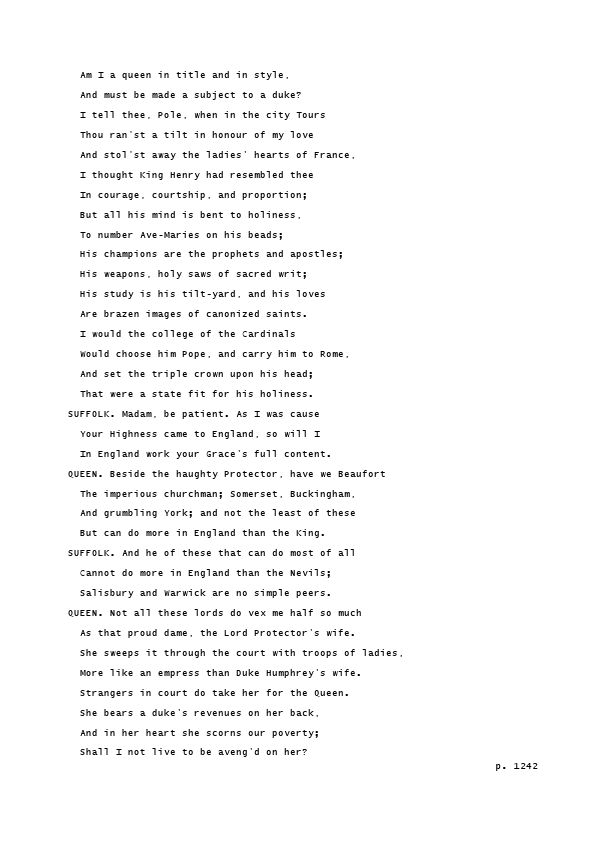 Am I a queen in title and in style,
And must be made a subject to a duke?
I tell thee, Pole, when in the city Tours
Thou ran'st a tilt in honour of my love
And stol'st away the ladies' hearts of France,
I thought King Henry had resembled thee
In courage, courtship, and proportion;
But all his mind is bent to holiness,
To number Ave-Maries on his beads;
His champions are the prophets and apostles;
His weapons, holy saws of sacred writ;
His study is his tilt-yard, and his loves
Are brazen images of canonized saints.
I would the college of the Cardinals
Would choose him Pope, and carry him to Rome,
And set the triple crown upon his head;
That were a state fit for his holiness.
SUFFOLK. Madam, be patient. As I was cause
Your Highness came to England, so will I
In England work your Grace's full content.
QUEEN. Beside the haughty Protector, have we Beaufort
The imperious churchman; Somerset, Buckingham,
And grumbling York; and not the least of these
But can do more in England than the King.
SUFFOLK. And he of these that can do most of all
Cannot do more in England than the Nevils;
Salisbury and Warwick are no simple peers.
QUEEN. Not all these lords do vex me half so much
As that proud dame, the Lord Protector's wife.
She sweeps it through the court with troops of ladies,
More like an empress than Duke Humphrey's wife.
Strangers in court do take her for the Queen.
She bears a duke's revenues on her back,
And in her heart she scorns our poverty;
Shall I not live to be aveng'd on her?
p. 1242